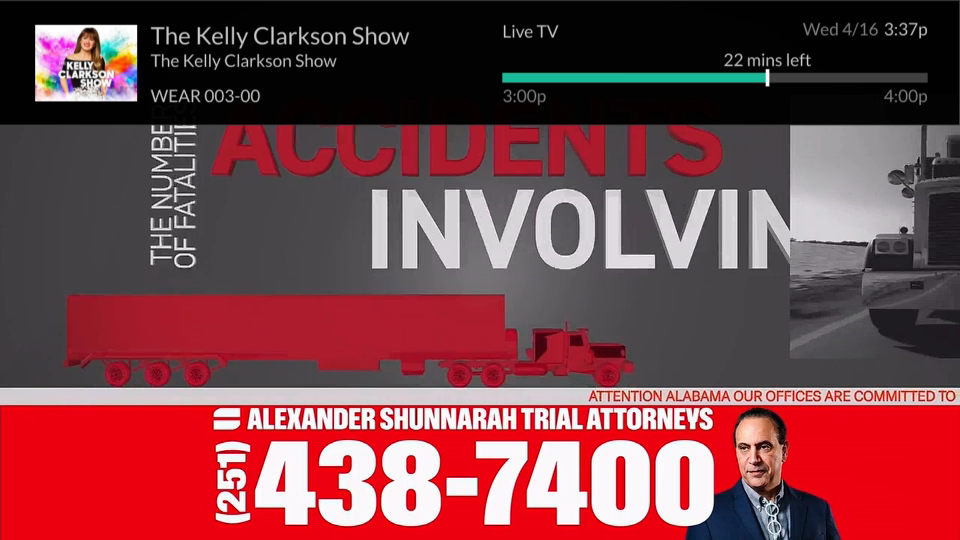 The Kelly Clarkson Show
The Kelly Clarkson Show
WEAR 003-00
KELLY
CLARKSON
SHOW
Live TV
Wed 4/16 3:37p
22 mins left
3:00p
4:00p
THE NUMBE
OF FATALITI
ACCIDENTS
INVOLVIN
ATTENTION ALABAMA OUR OFFICES ARE COMMITTED TO
ALEXANDER SHUNNARAH TRIAL ATTORNEYS
(251) 438-7400